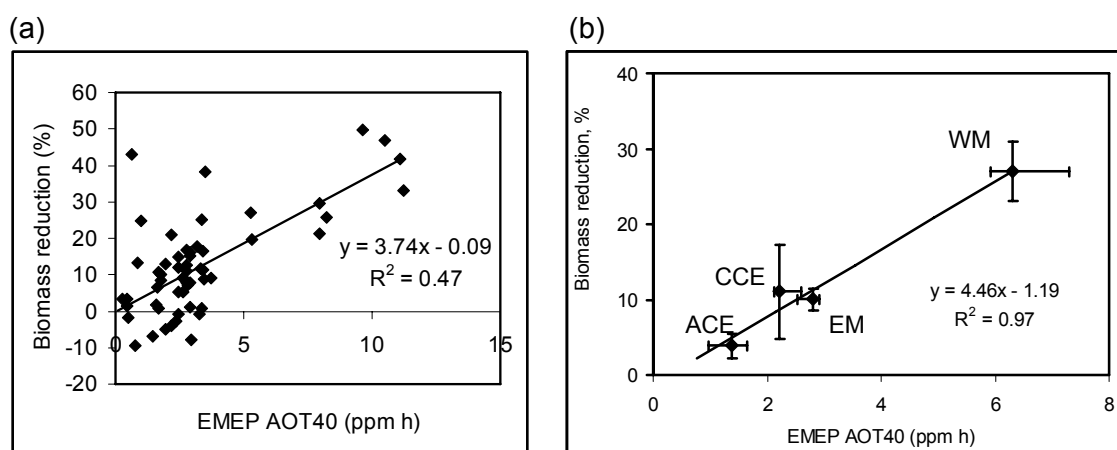 (a)
60
50
40
30
20
10
0
-10
-20
Biomass reduction (%)
y = 3.74x - 0.09
R² = 0.47
0 5 10 15
EMEP AOT40 (ppm h)
(b)
40
30
20
10
0
Biomass reduction, %
WM
CCE
ACE
EM
y = 4.46x - 1.19
R² = 0.97
0 2 4 6 8
EMEP AOT40 (ppm h)